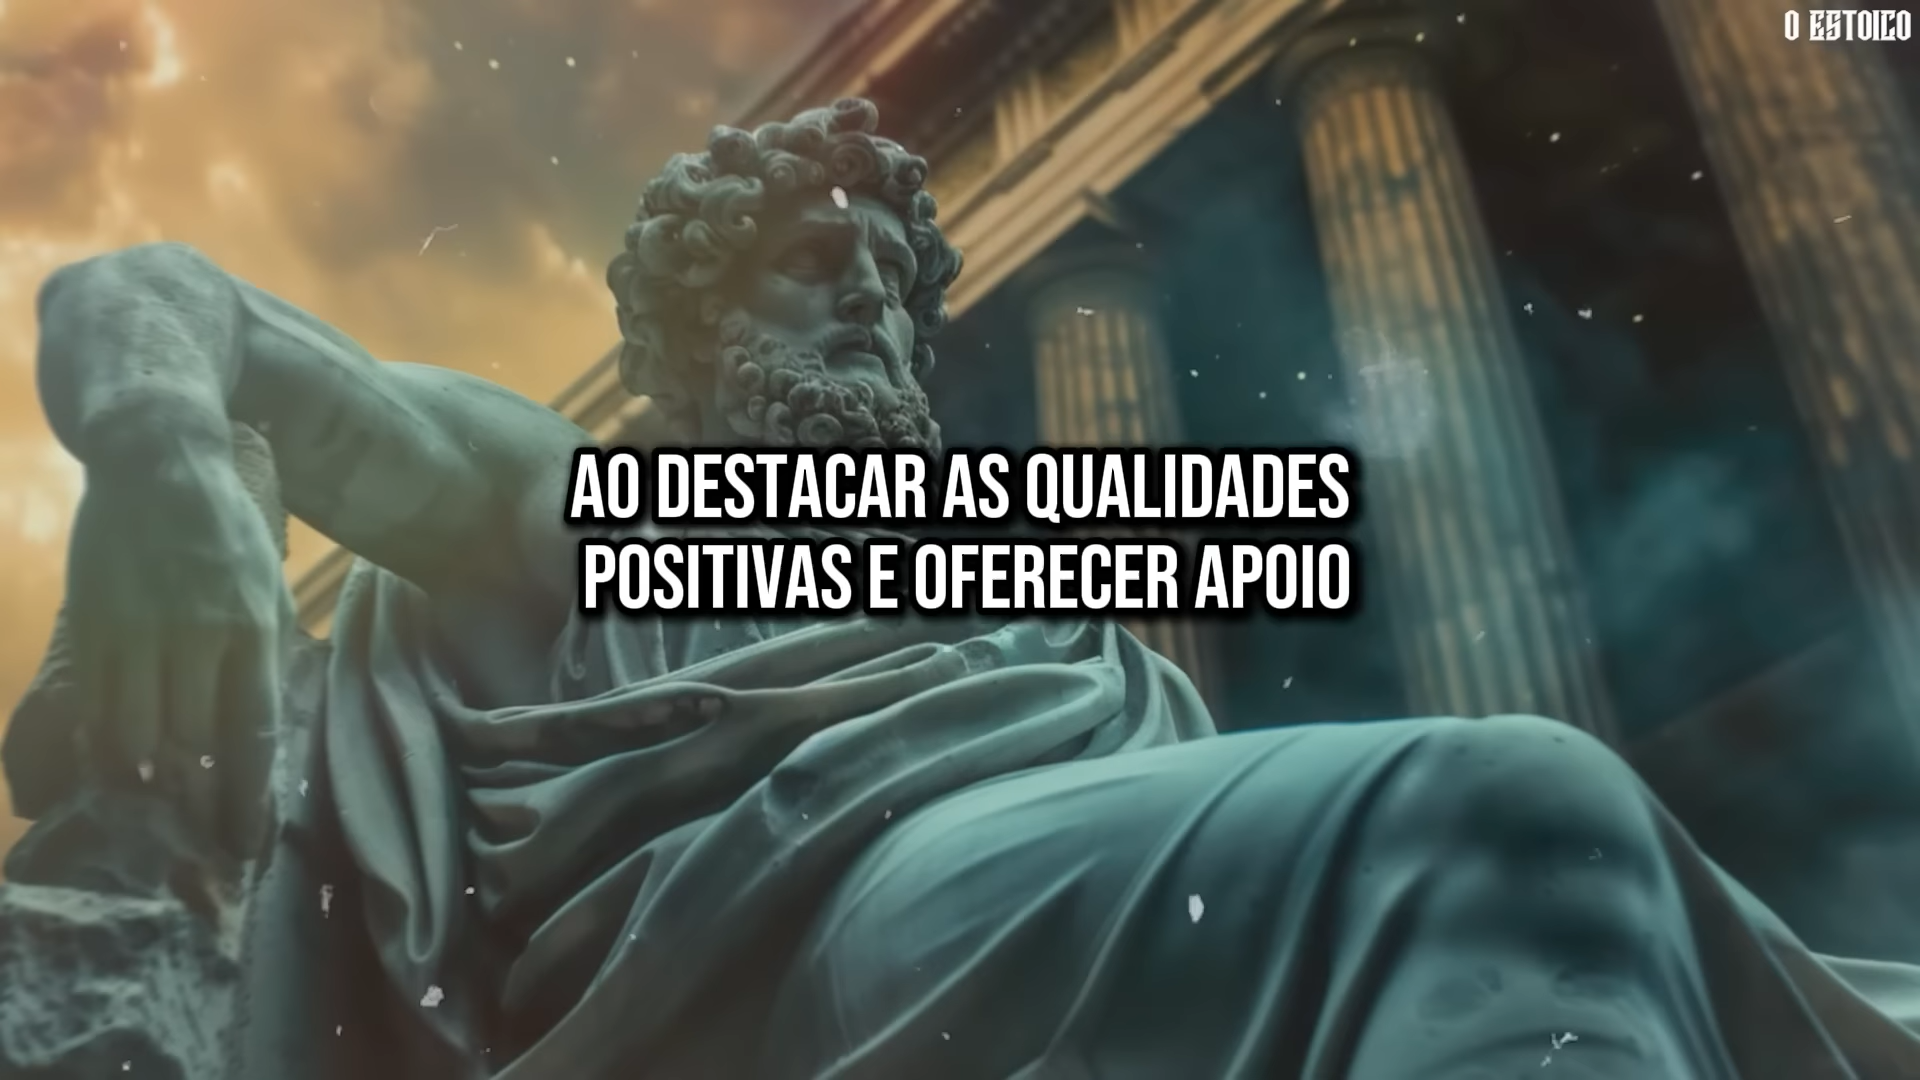 O ESTOICO
AO DESTACAR AS QUALIDADES
POSITIVAS E OFERECER APOIO